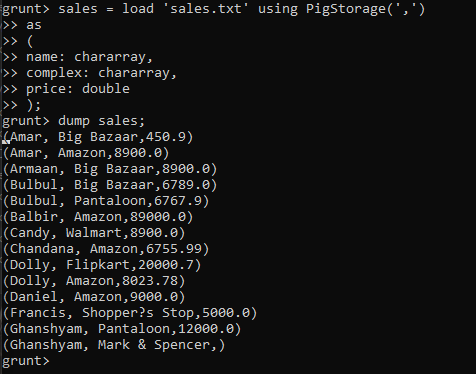 grunt> sales = load 'sales.txt' using PigStorage(',')
>> as
>> (
>> name: chararray,
>> complex: chararray,
>> price: double
>> );
grunt> dump sales;
(Amar, Big Bazaar,450.9)
(Amar, Amazon,8900.0)
(Armaan, Big Bazaar,8900.0)
(Bulbul, Big Bazaar,6789.0)
(Bulbul, Pantaloon,6767.9)
(Balbir, Amazon,89000.0)
(Candy, Walmart,8900.0)
(Chandana, Amazon,6755.99)
(Dolly, Flipkart,20000.7)
(Dolly, Amazon,8023.78)
(Daniel, Amazon,9000.0)
(Francis, Shopper?s Stop,5000.0)
(Ghanshyam, Pantaloon,12000.0)
(Ghanshyam, Mark & Spencer,)
grunt>